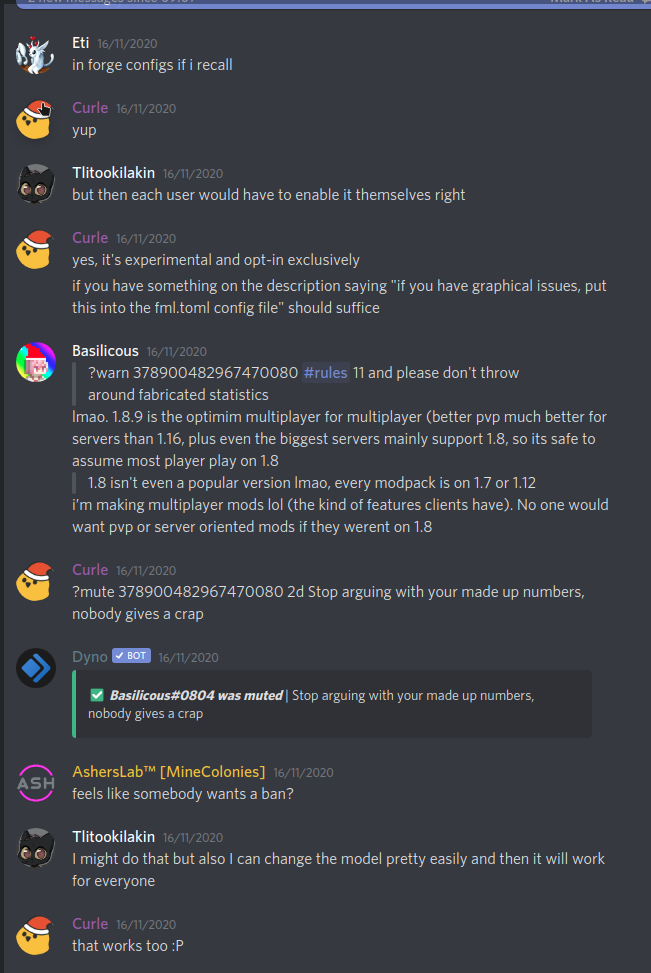 2 new messages since 09:07
Mark As Read
Eti 16/11/2020
in forge configs if i recall
Curle 16/11/2020
yup
Tlitookilakin 16/11/2020
but then each user would have to enable it themselves right
Curle 16/11/2020
yes, it's experimental and opt-in exclusively
if you have something on the description saying "if you have graphical issues, put
this into the fml.toml config file" should suffice
Basilicous 16/11/2020
?warn 378900482967470080 #rules 11 and please don't throw
around fabricated statistics
lmao. 1.8.9 is the optimim multiplayer for multiplayer (better pvp much better for
servers than 1.16, plus even the biggest servers mainly support 1.8, so its safe to
assume most player play on 1.8
1.8 isn't even a popular version lmao, every modpack is on 1.7 or 1.12
i'm making multiplayer mods lol (the kind of features clients have). No one would
want pvp or server oriented mods if they werent on 1.8
Curle 16/11/2020
?mute 378900482967470080 2d Stop arguing with your made up numbers,
nobody gives a crap
Dyno ✓ BOT 16/11/2020
Basilicous#0804 was muted | Stop arguing with your made up numbers,
nobody gives a crap
ASH
AshersLab™ [MineColonies] 16/11/2020
feels like somebody wants a ban?
Tlitookilakin 16/11/2020
I might do that but also I can change the model pretty easily and then it will work
for everyone
Curle 16/11/2020
that works too :P